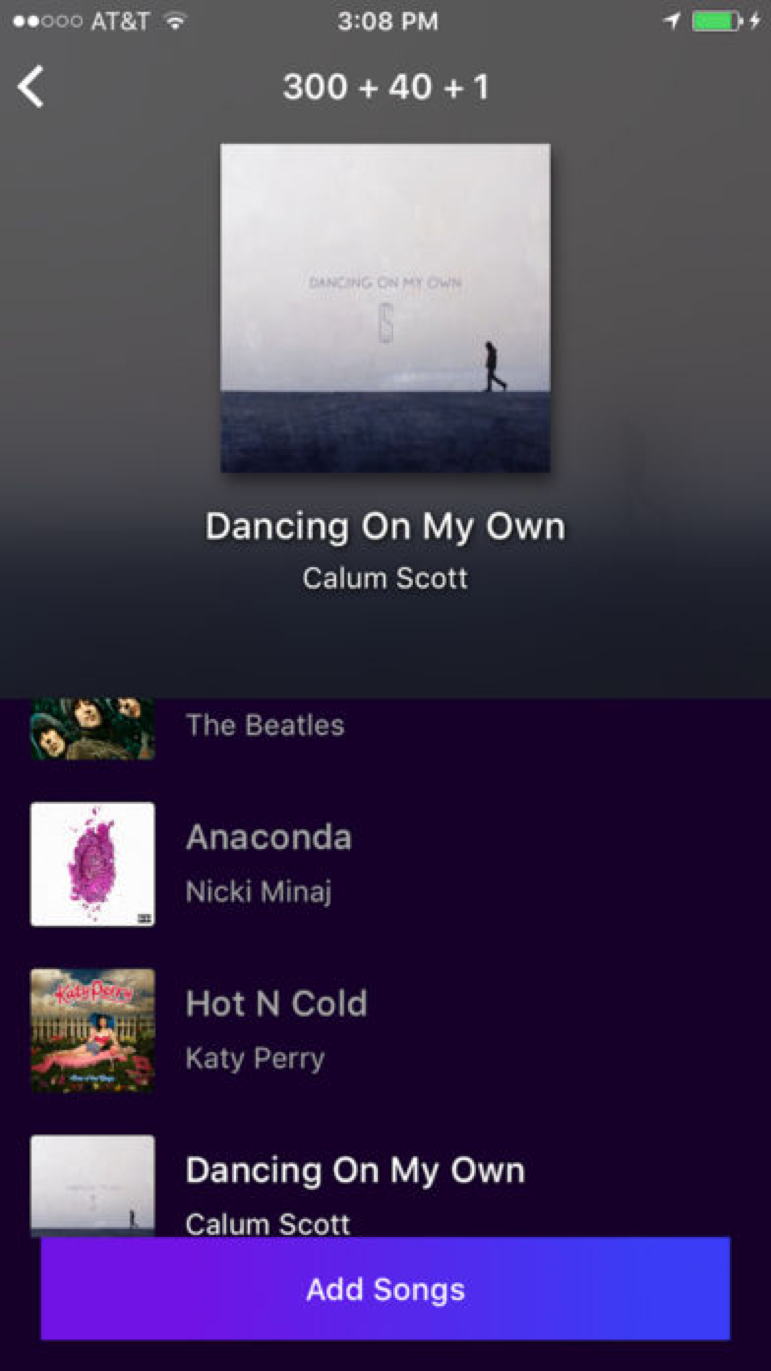 AT&T 3:08 PM
300 + 40 + 1
DANCING ON MY OWN
Dancing On My Own
Calum Scott
The Beatles
Anaconda
Nicki Minaj
Katy Perry
Hot N Cold
Katy Perry
Dancing On My Own
Calum Scott
Add Songs